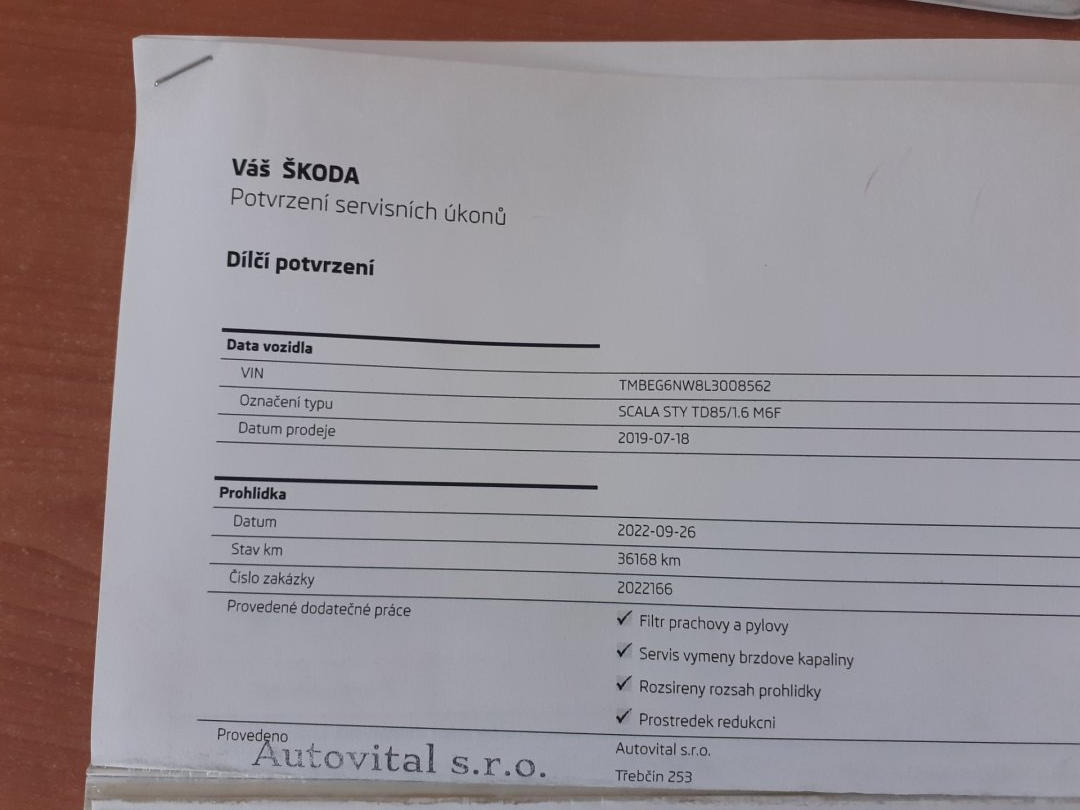 Váš ŠKODA
Potvrzení servisních úkonů
Dílčí potvrzení
Data vozidla
VIN TMBEG6NW8L3008562
Označení typu SCALA STY TD85/1.6 M6F
Datum prodeje 2019-07-18
Prohlidka
Datum 2022-09-26
Stav km 36168 km
Číslo zakázky 2022166
Provedené dodatečné práce ✓ Filtr prachovy a pylovy
✓ Servis vymeny brzdove kapaliny
✓ Rozsireny rozsah prohlidky
✓ Prostredek redukcni
Provedeno Autovital s.r.o.
Autovital s.r.o.
Třebčín 253